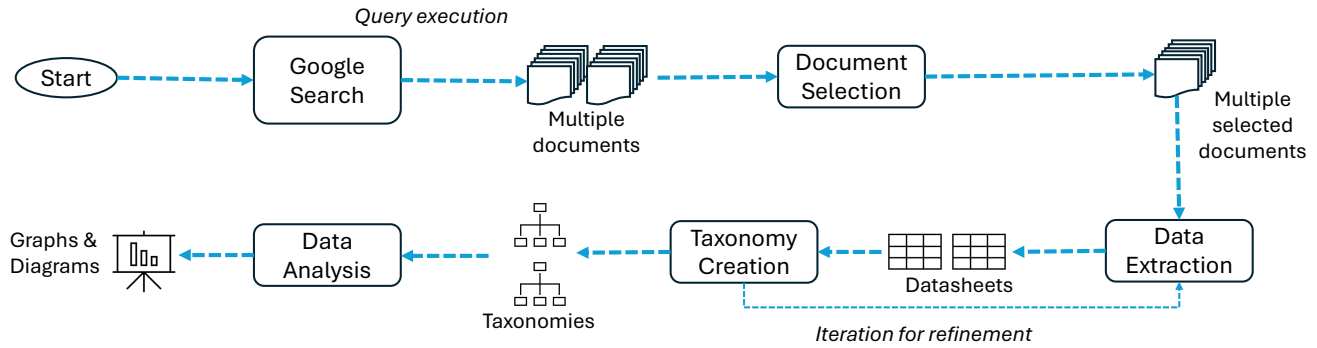 Query execution
Start
Google
Search
Multiple
documents
Document
Selection
Multiple
selected
documents
Data
Extraction
Datasheets
Taxonomy
Creation
Iteration for refinement
Taxonomies
Data
Analysis
Graphs &
Diagrams